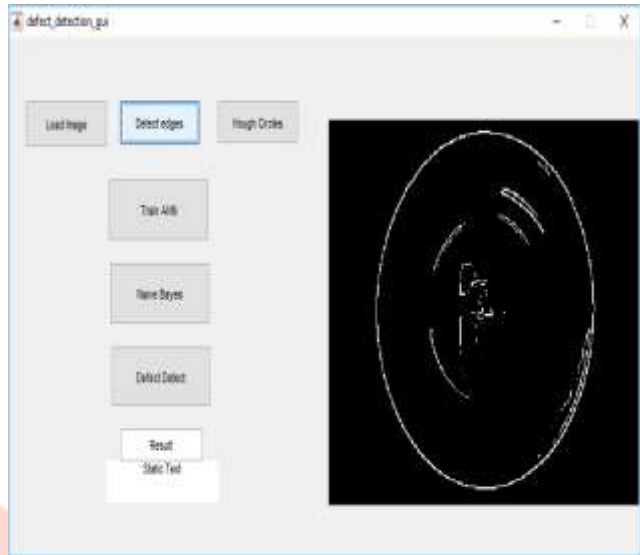 defect_detection_gui
Load Image
Detect edges
Hough Circles
Train ANN
Naive Bayes
Defect Detect
Result
Static Text